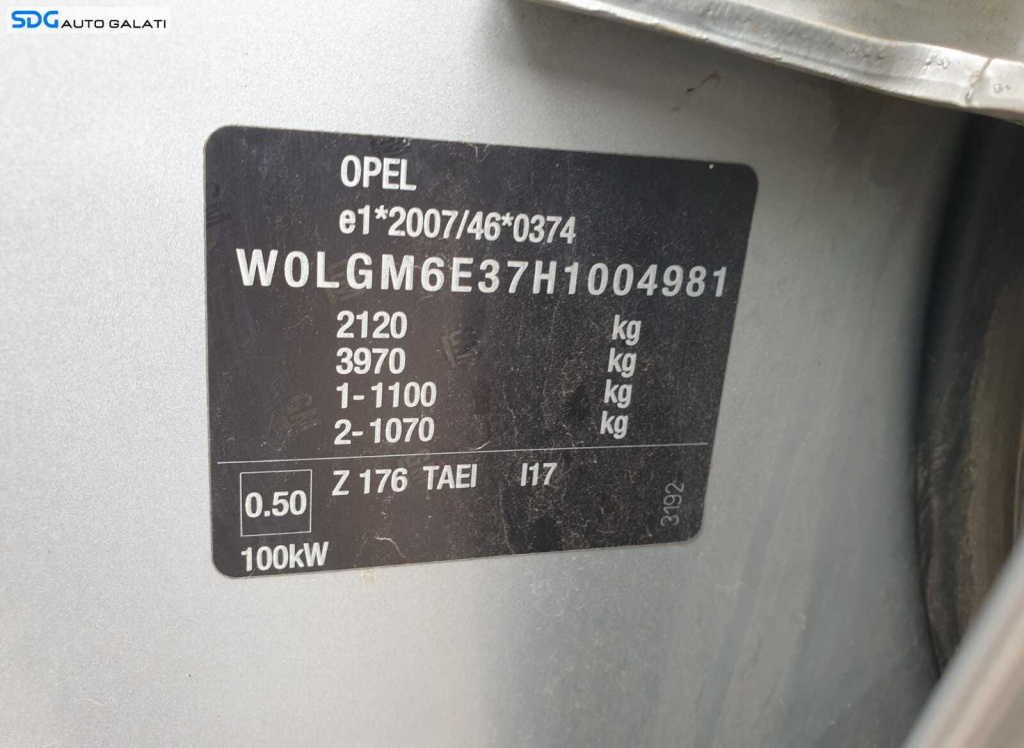 SDG AUTO GALATI
OPEL
e1*2007/46*0374
W0LGM6E37H1004981
2120 kg
3970 kg
1-1100 kg
2-1070 kg
0.50 Z 176 TAEI I17
3192
100kW